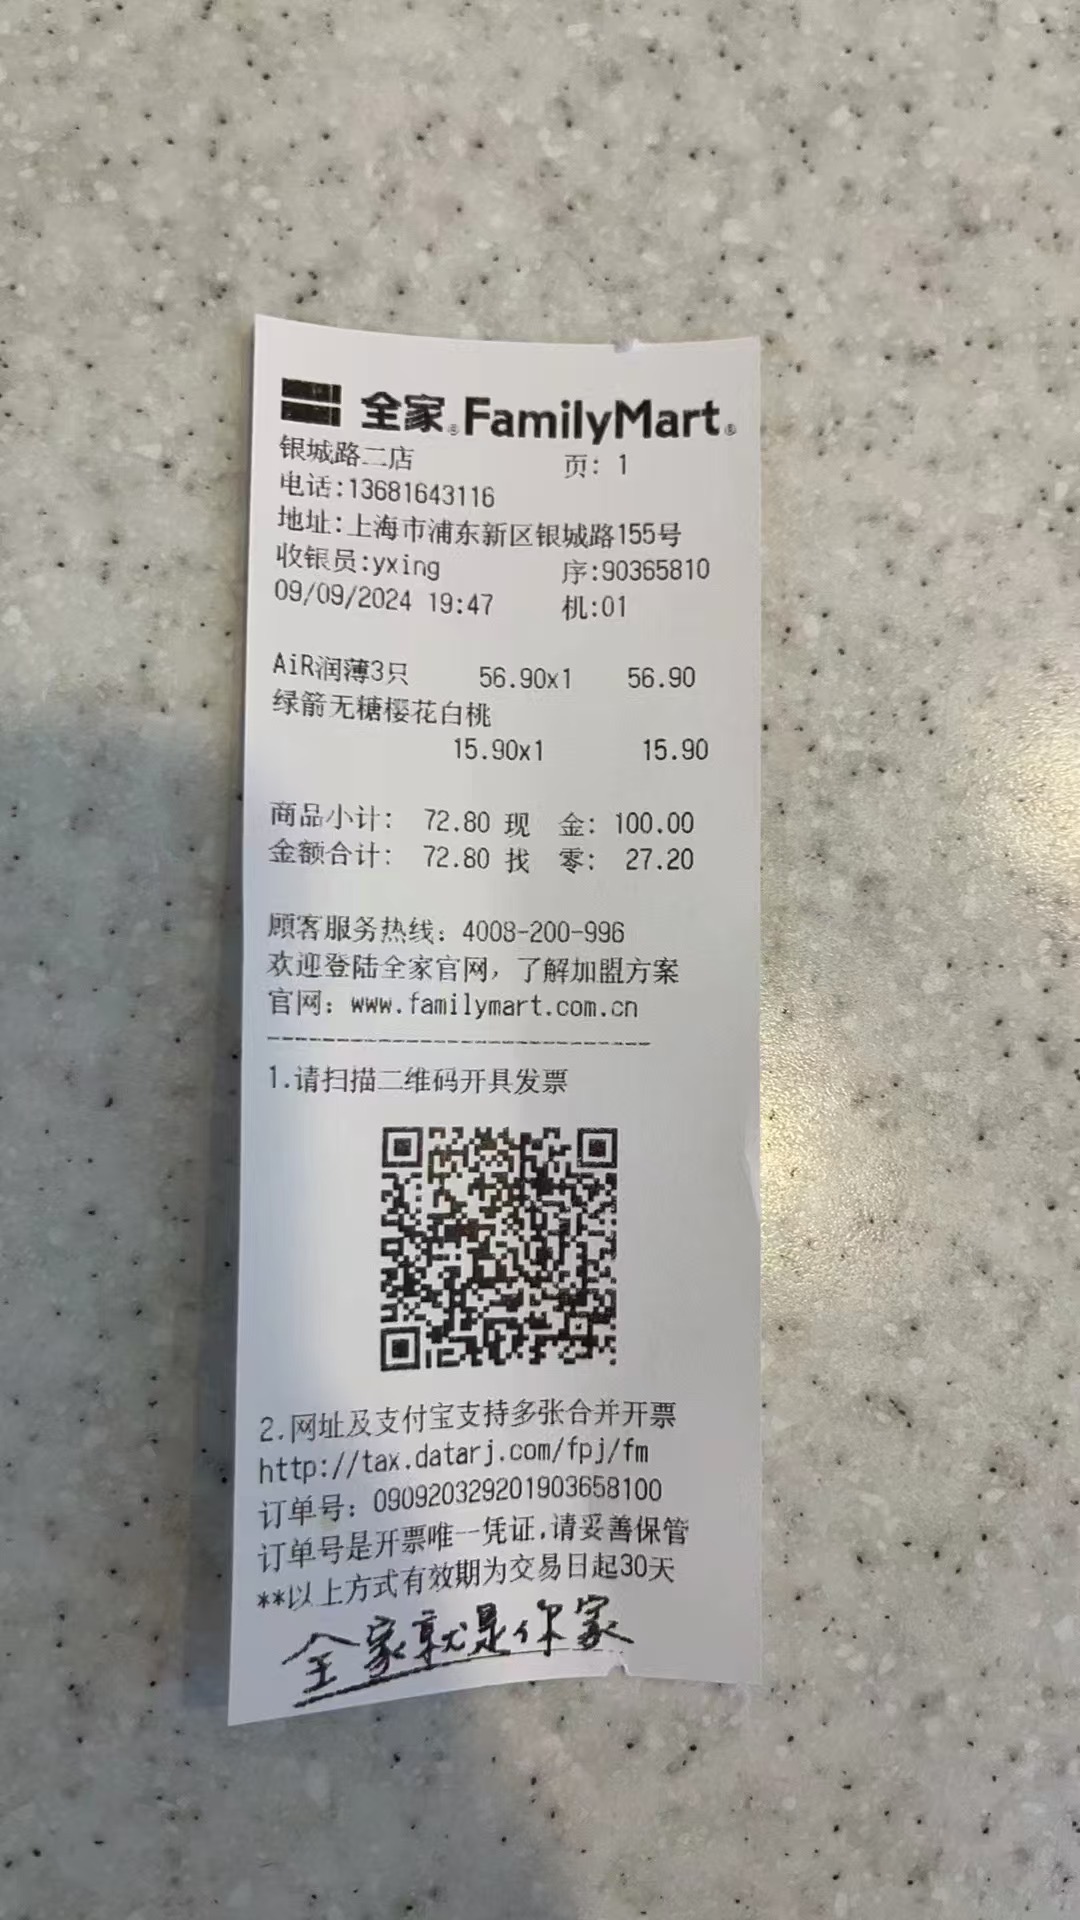 全家® FamilyMart®
银城路二店 页: 1
电话:13681643116
地址:上海市浦东新区银城路155号
收银员:yxing 序:90365810
09/09/2024 19:47 机:01
AiR润薄3只 56.90x1 56.90
绿箭无糖樱花白桃
15.90x1 15.90
商品小计: 72.80 现 金: 100.00
金额合计: 72.80 找 零: 27.20
顾客服务热线: 4008-200-996
欢迎登陆全家官网,了解加盟方案
官网: www.familymart.com.cn
1.请扫描二维码开具发票
2.网址及支付宝支持多张合并开票
http://tax.datarj.com/fpj/fm
订单号: 090920329201903658100
订单号是开票唯一凭证,请妥善保管
**以上方式有效期为交易日起30天
全家就是你家